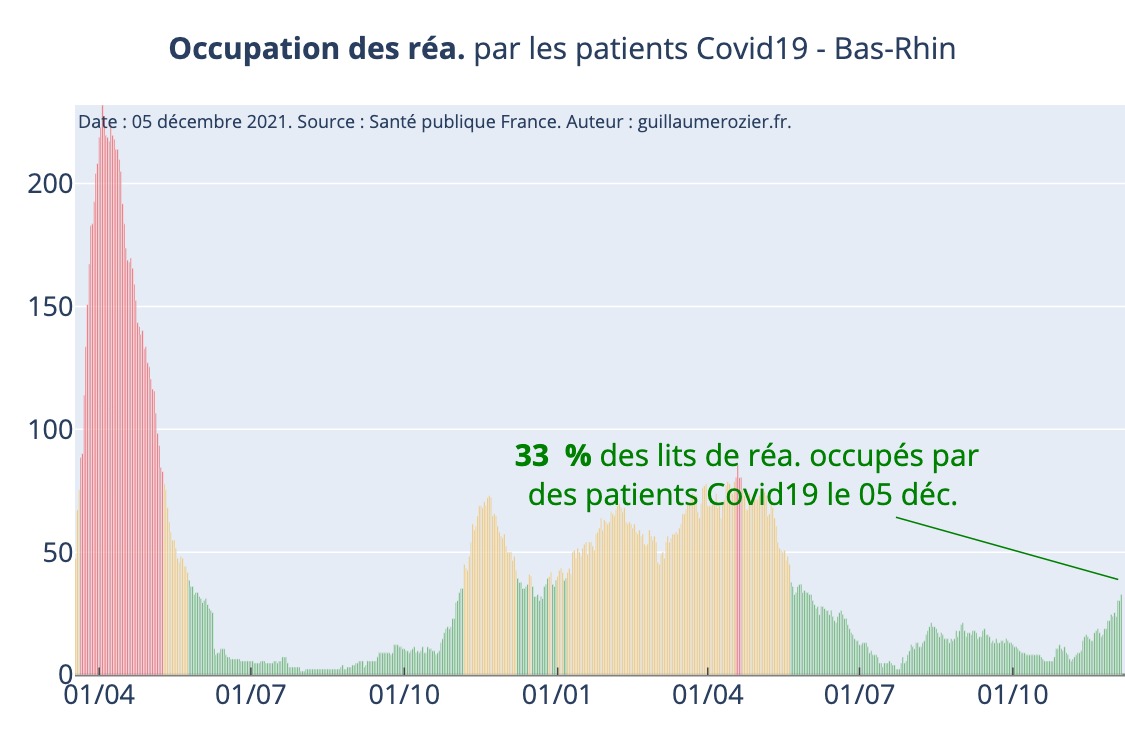 Occupation des réa. par les patients Covid19 - Bas-Rhin
Date : 05 décembre 2021. Source : Santé publique France. Auteur : guillaumerozier.fr.
200
150
100
50
0
33 % des lits de réa. occupés par
des patients Covid19 le 05 déc.
01/04 01/07 01/10 01/01 01/04 01/07 01/10